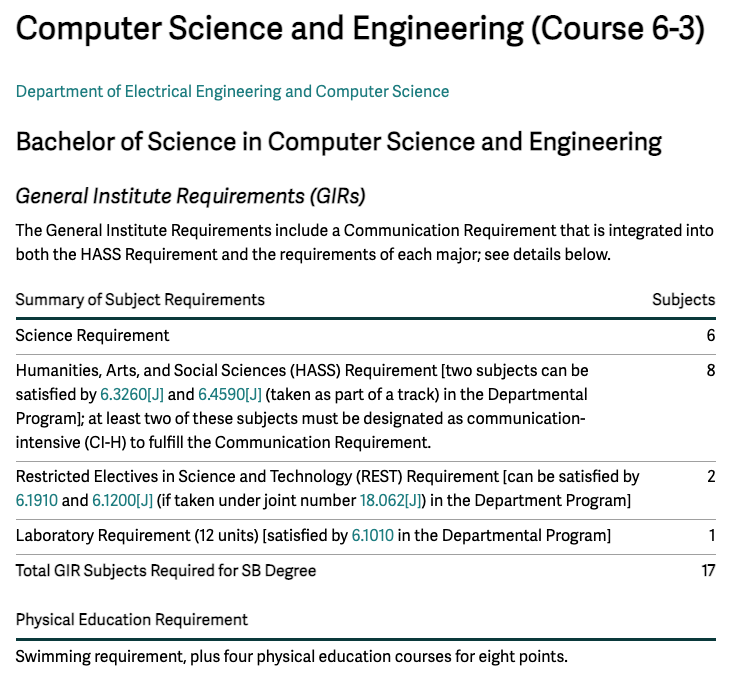 Computer Science and Engineering (Course 6-3)
Department of Electrical Engineering and Computer Science
Bachelor of Science in Computer Science and Engineering
General Institute Requirements (GIRs)
The General Institute Requirements include a Communication Requirement that is integrated into
both the HASS Requirement and the requirements of each major; see details below.
Summary of Subject Requirements Subjects
Science Requirement 6
Humanities, Arts, and Social Sciences (HASS) Requirement [two subjects can be 8
satisfied by 6.3260[J] and 6.4590[J] (taken as part of a track) in the Departmental
Program]; at least two of these subjects must be designated as communication-
intensive (CI-H) to fulfill the Communication Requirement.
Restricted Electives in Science and Technology (REST) Requirement [can be satisfied by 2
6.1910 and 6.1200[J] (if taken under joint number 18.062[J]) in the Department Program]
Laboratory Requirement (12 units) [satisfied by 6.1010 in the Departmental Program] 1
Total GIR Subjects Required for SB Degree 17
Physical Education Requirement
Swimming requirement, plus four physical education courses for eight points.